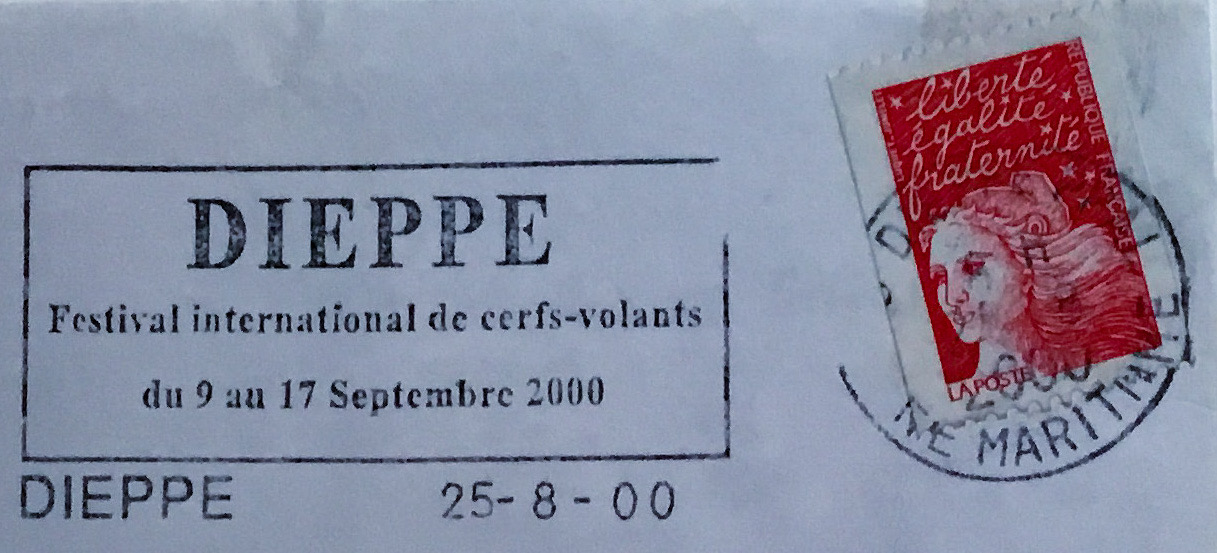 DIEPPE
Festival international de cerfs-volants
du 9 au 17 Septembre 2000
DIEPPE 25-8-00
liberté
égalité
fraternité
RÉPUBLIQUE FRANÇAISE
LA POSTE
2000
NE MARITIME